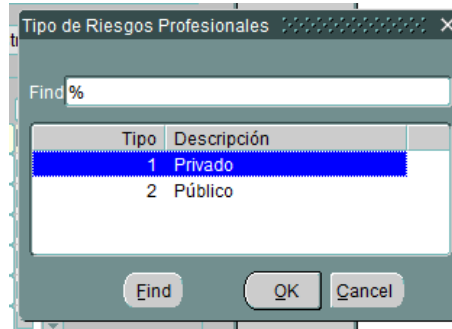 Tipo de Riesgos Profesionales
Find %
Tipo Descripción
1 Privado
2 Público
Find OK Cancel